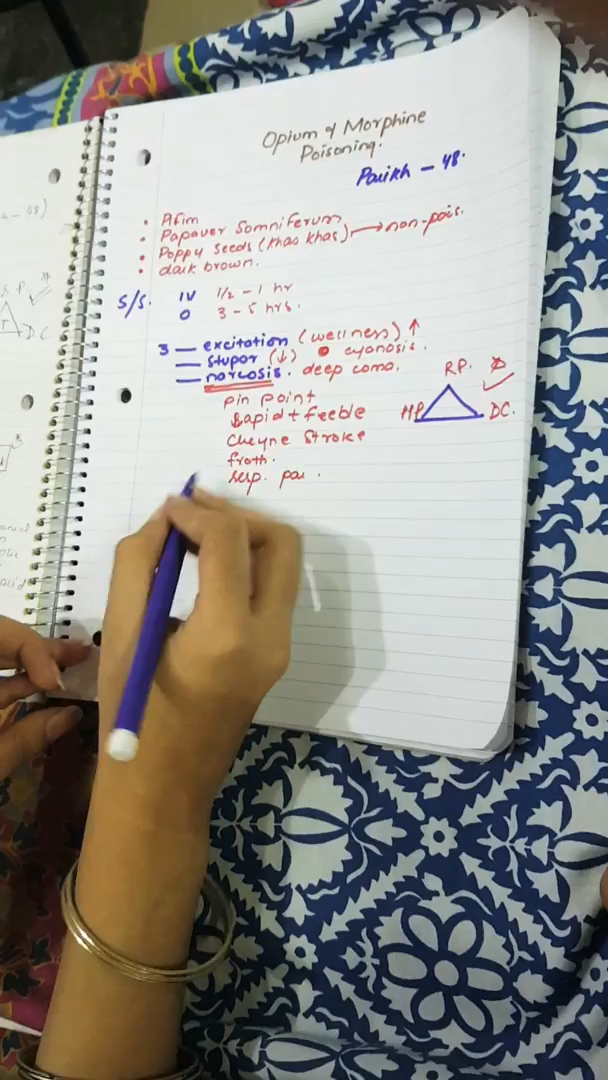 Opium & Morphine
Poisoning.
Parikh - 48.
• Afim
• Papaver Somniferum
• Poppy Seeds (Khas Khas) → non-pois.
• dark brown.
S/S. IV 1/2 - 1 hr
O 3 - 5 hrs.
3 — excitation (wellness) ↑
— stupor (↓) • cyanosis.
— narcosis. deep coma.
RP.
MP DC.
pin point
Rapid + feeble
Cheyne Stroke
froth.
resp. par.